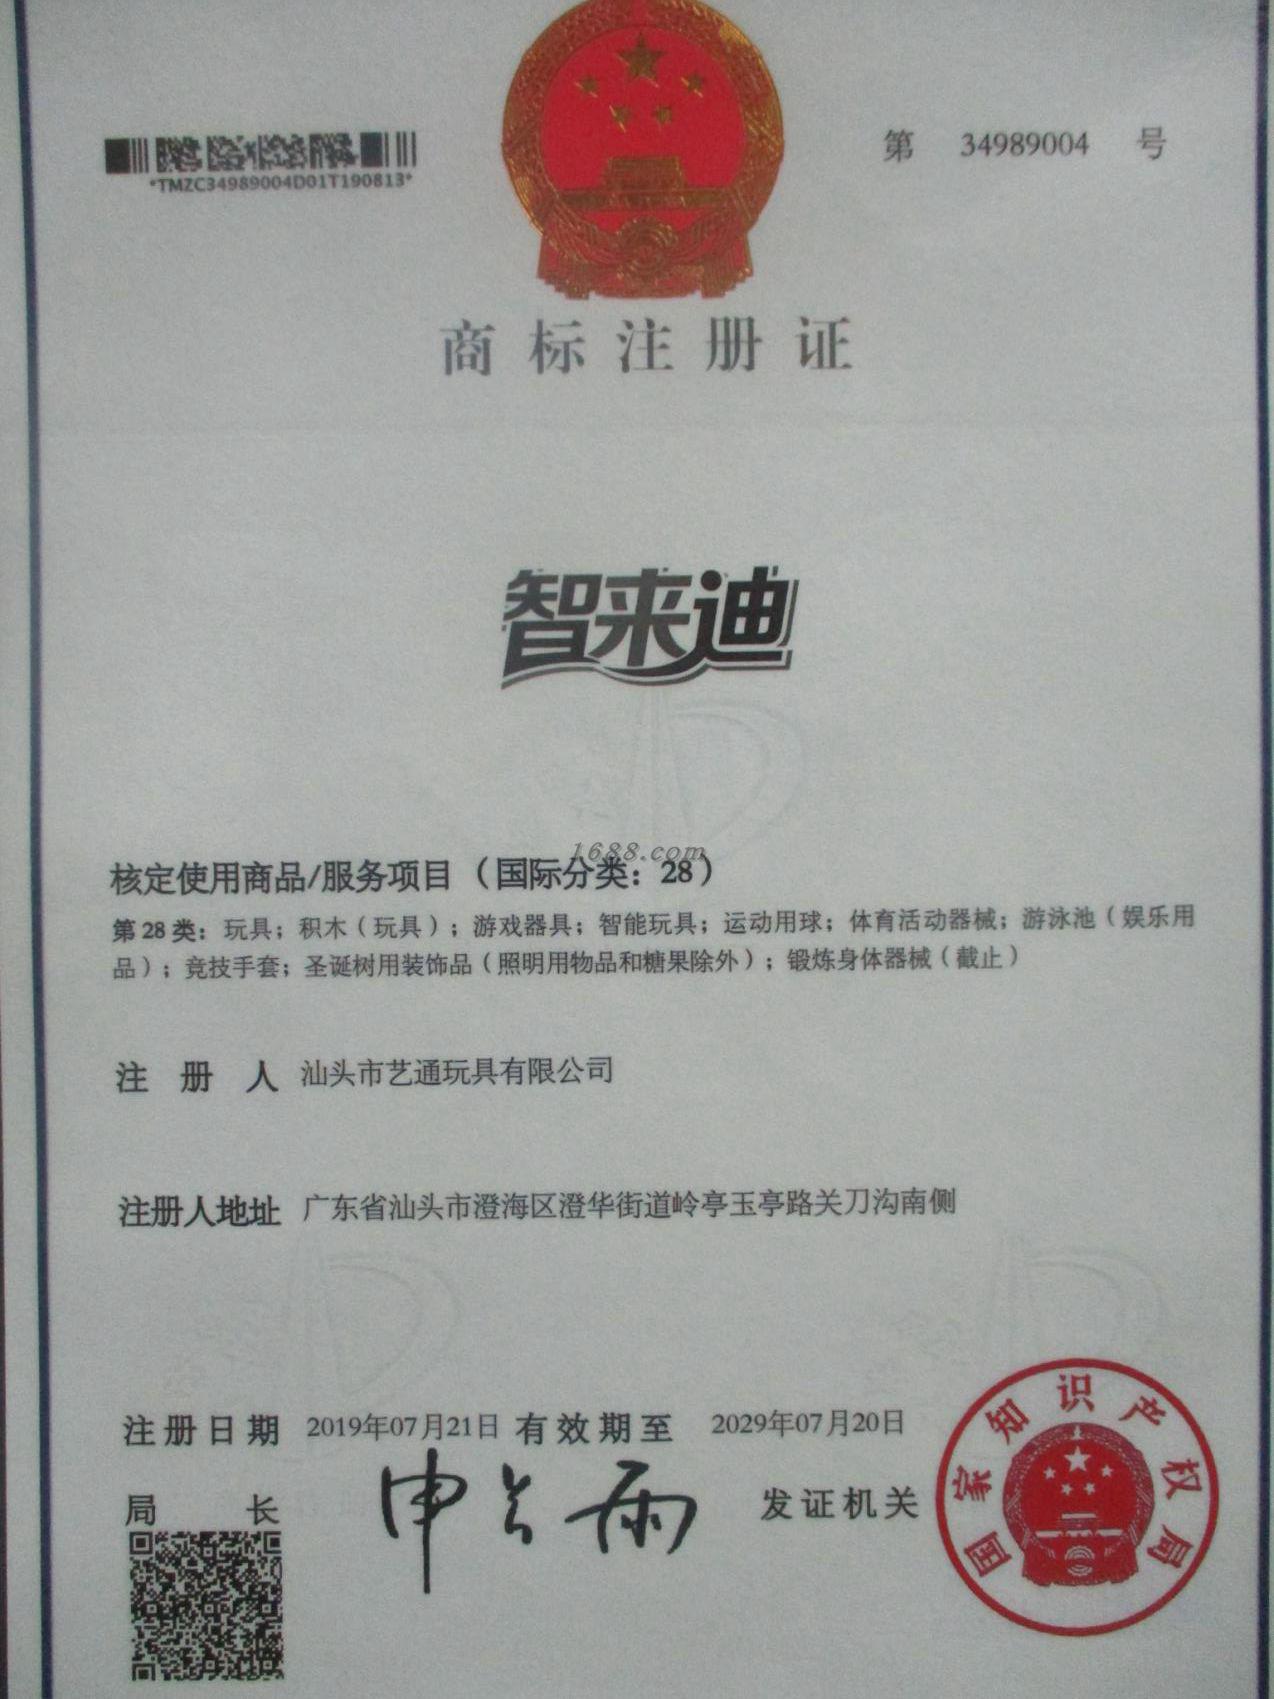 第 34989004 号
*TMZC34989004D01T190813*
商标注册证
智来迪
1688.com
核定使用商品/服务项目（国际分类：28）
第28类：玩具；积木（玩具）；游戏器具；智能玩具；运动用球；体育活动器械；游泳池（娱乐用
品）；竞技手套；圣诞树用装饰品（照明用物品和糖果除外）；锻炼身体器械（截止）
注册人 汕头市艺通玩具有限公司
注册人地址 广东省汕头市澄海区澄华街道岭亭玉亭路关刀沟南侧
注册日期 2019年07月21日 有效期至 2029年07月20日
局长 申长雨 发证机关
国家知识产权局